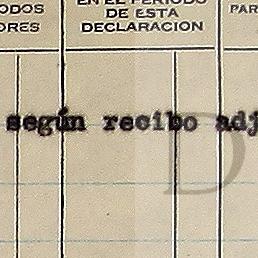 ODOS
ORES
EN EL PERIODO
DE ESTA
DECLARACION
PAR
según recibo adj
D